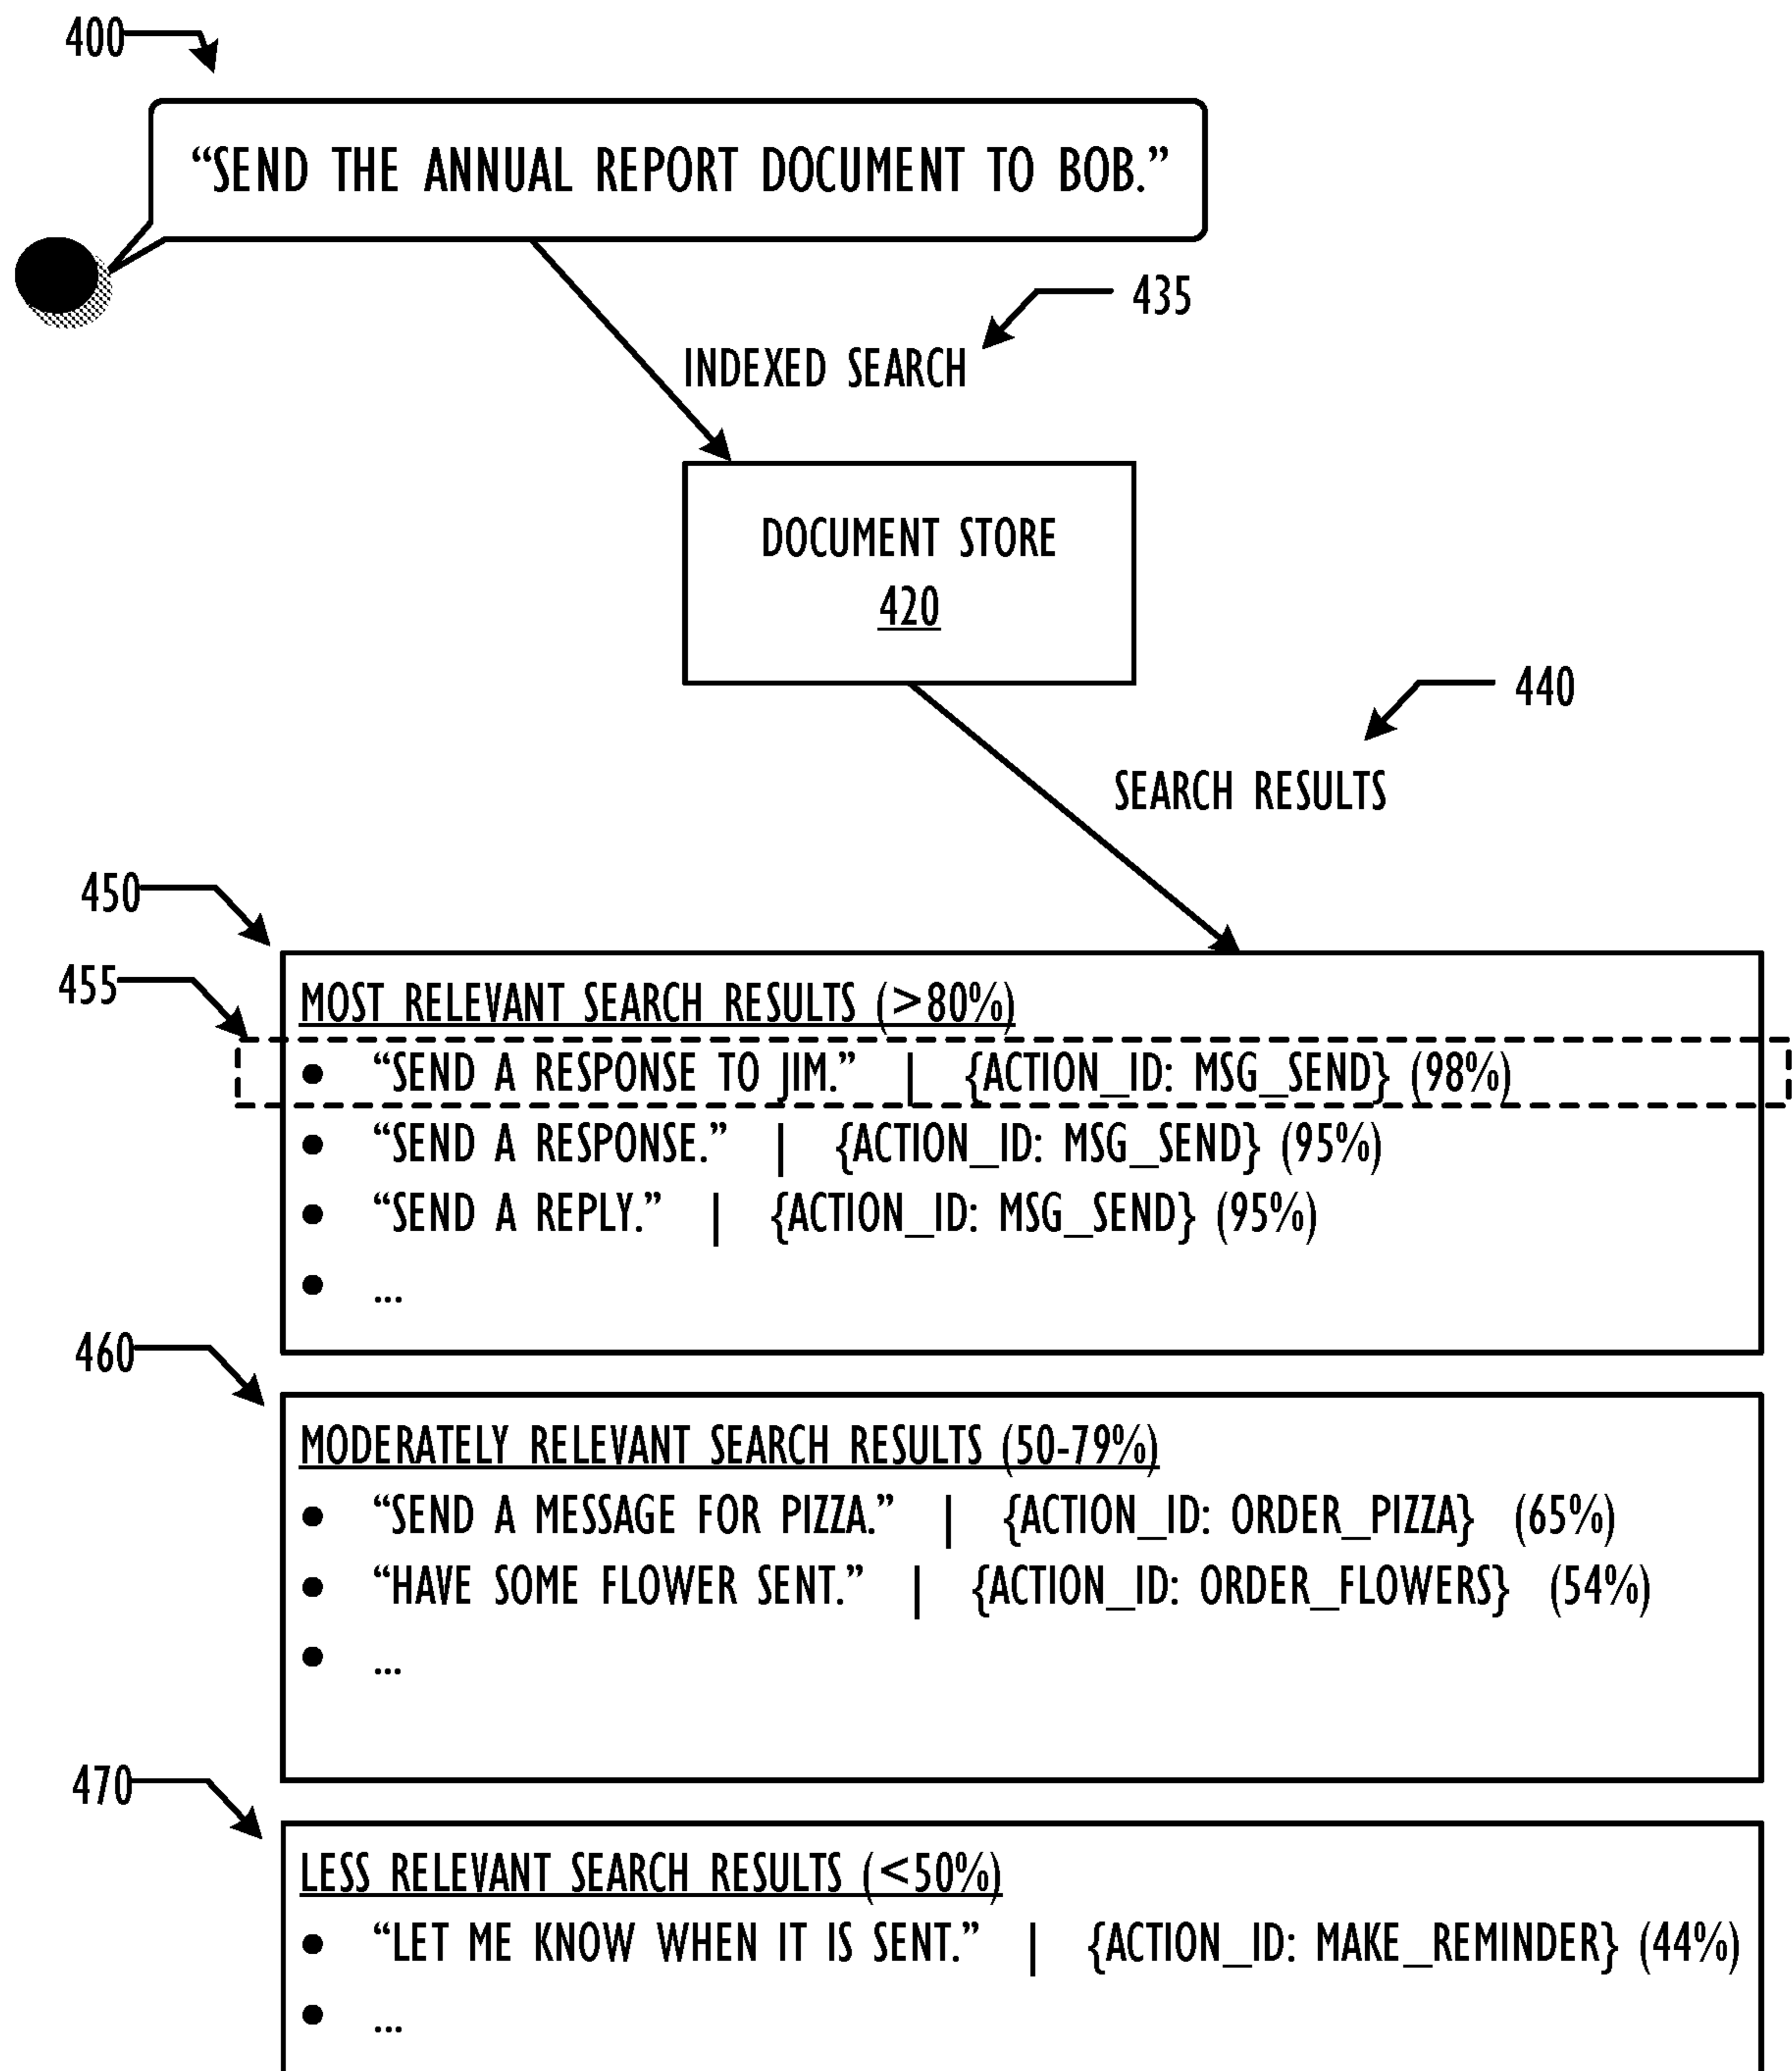 400
“SEND THE ANNUAL REPORT DOCUMENT TO BOB.”
435
INDEXED SEARCH
DOCUMENT STORE
420
440
SEARCH RESULTS
450
455
MOST RELEVANT SEARCH RESULTS (>80%)
• “SEND A RESPONSE TO JIM.” | {ACTION_ID: MSG_SEND} (98%)
• “SEND A RESPONSE.” | {ACTION_ID: MSG_SEND} (95%)
• “SEND A REPLY.” | {ACTION_ID: MSG_SEND} (95%)
• ...
460
MODERATELY RELEVANT SEARCH RESULTS (50-79%)
• “SEND A MESSAGE FOR PIZZA.” | {ACTION_ID: ORDER_PIZZA} (65%)
• “HAVE SOME FLOWER SENT.” | {ACTION_ID: ORDER_FLOWERS} (54%)
• ...
470
LESS RELEVANT SEARCH RESULTS (<50%)
• “LET ME KNOW WHEN IT IS SENT.” | {ACTION_ID: MAKE_REMINDER} (44%)
• ...